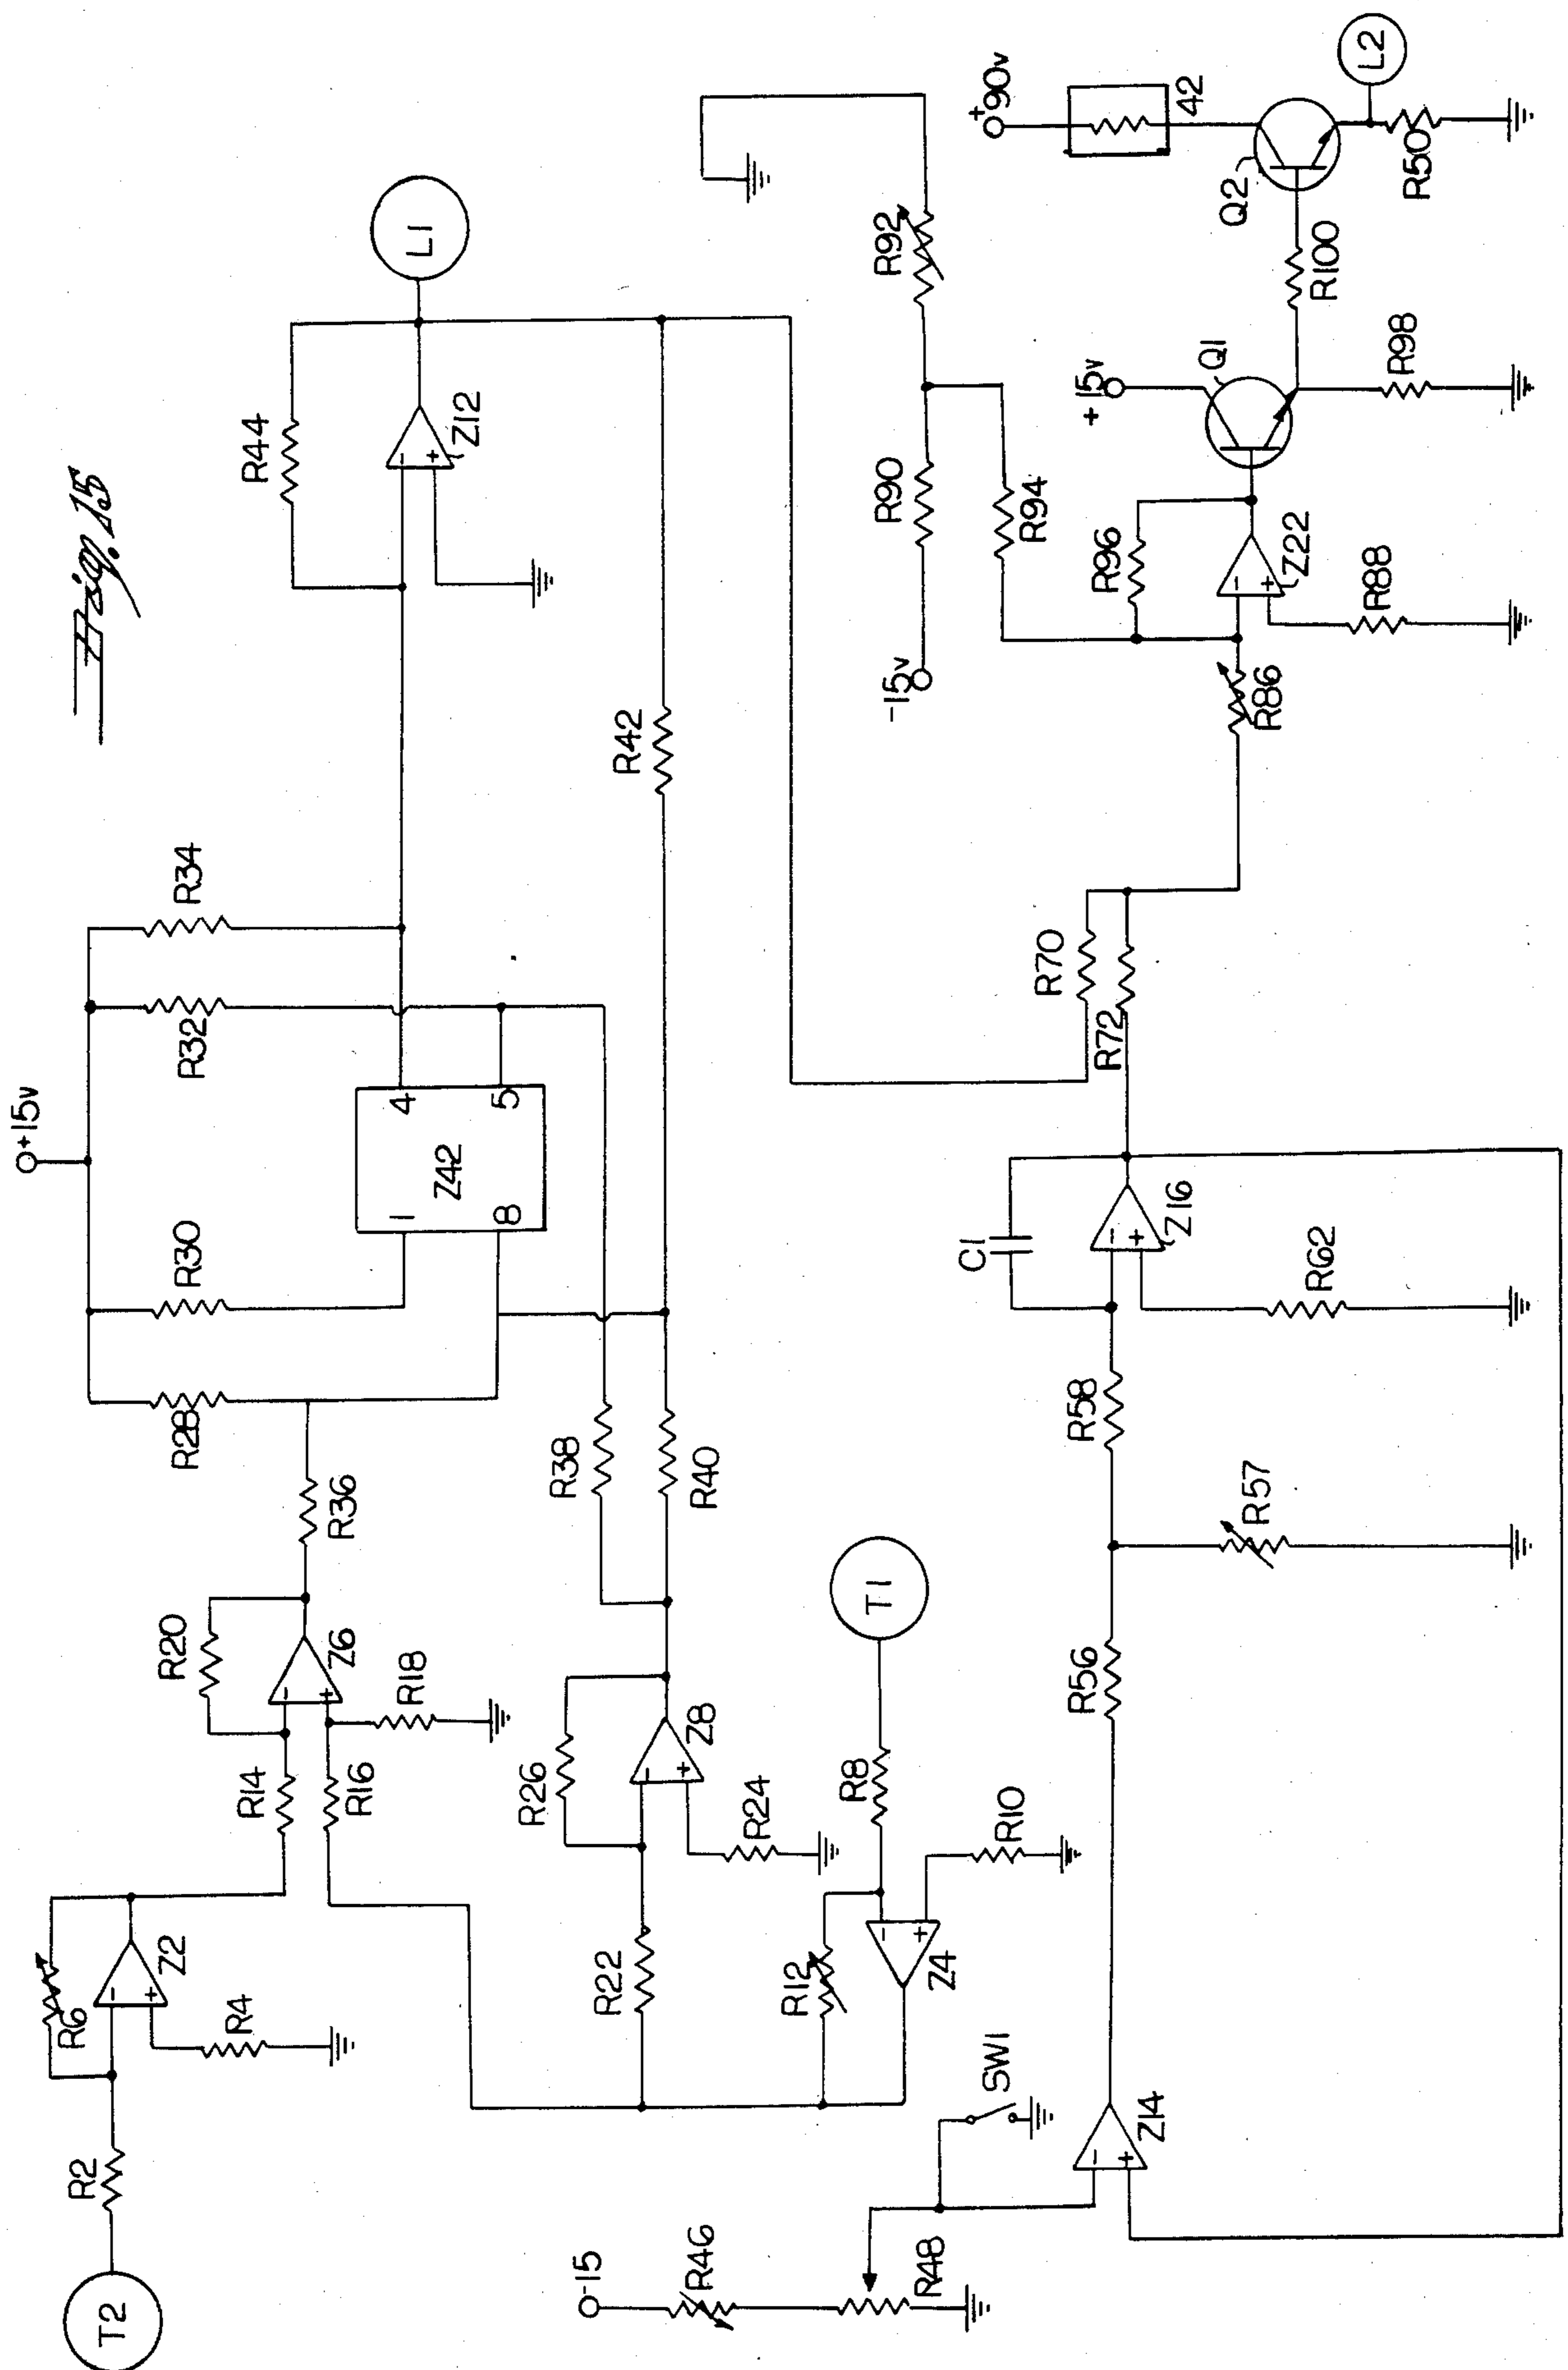 Fig. 15
T2
R2
R6
Z2
-
+
R4
R14
R16
R20
Z6
-
+
R18
R36
R28
R30
+15v
R32
R34
Z42
1
8
4
5
R44
Z12
-
+
L1
R42
R38
R40
R22
R26
Z8
-
+
R24
T1
R8
R12
Z4
-
+
R10
-15
R46
R48
SW1
Z14
-
+
R56
R57
R58
C1
Z16
-
+
R62
R70
R72
R86
-15v
R90
R92
R94
R96
Z22
-
+
R88
+15v
Q1
R98
R100
+90v
42
Q2
L2
R50